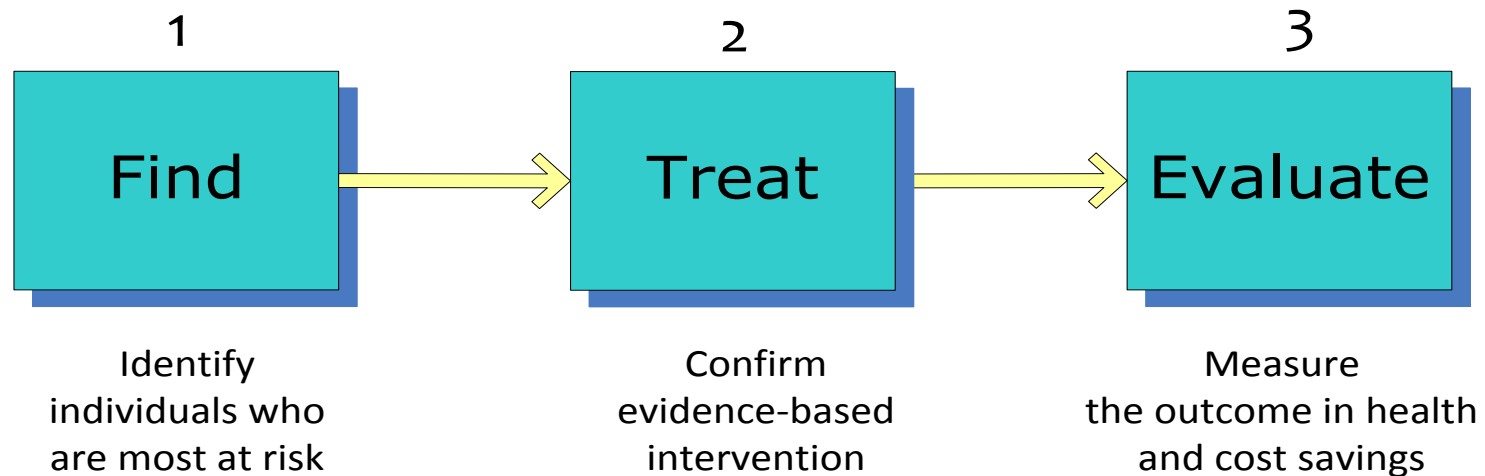 1
Find
Identify
individuals who
are most at risk
2
Treat
Confirm
evidence-based
intervention
3
Evaluate
Measure
the outcome in health
and cost savings